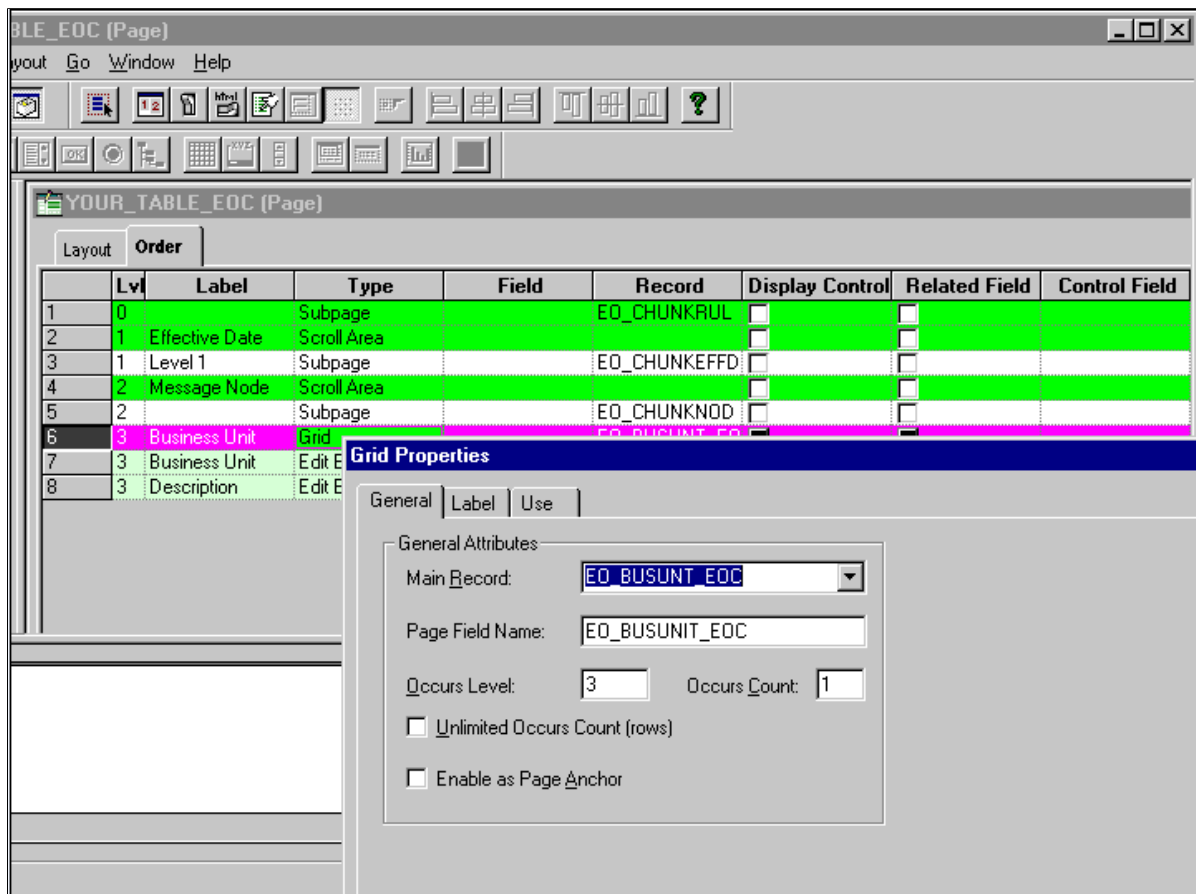 BLE_EOC (Page)
yout Go Window Help
YOUR_TABLE_EOC (Page)
Layout Order
Lvl Label Type Field Record Display Control Related Field Control Field
1 0 Subpage EO_CHUNKRUL
2 1 Effective Date Scroll Area
3 1 Level 1 Subpage EO_CHUNKEFFD
4 2 Message Node Scroll Area
5 2 Subpage EO_CHUNKNOD
6 3 Business Unit Grid
7 3 Business Unit Edit
8 3 Description Edit
Grid Properties
General Label Use
General Attributes
Main Record: EO_BUSUNT_EOC
Page Field Name: EO_BUSUNIT_EOC
Occurs Level: 3 Occurs Count: 1
Unlimited Occurs Count (rows)
Enable as Page Anchor